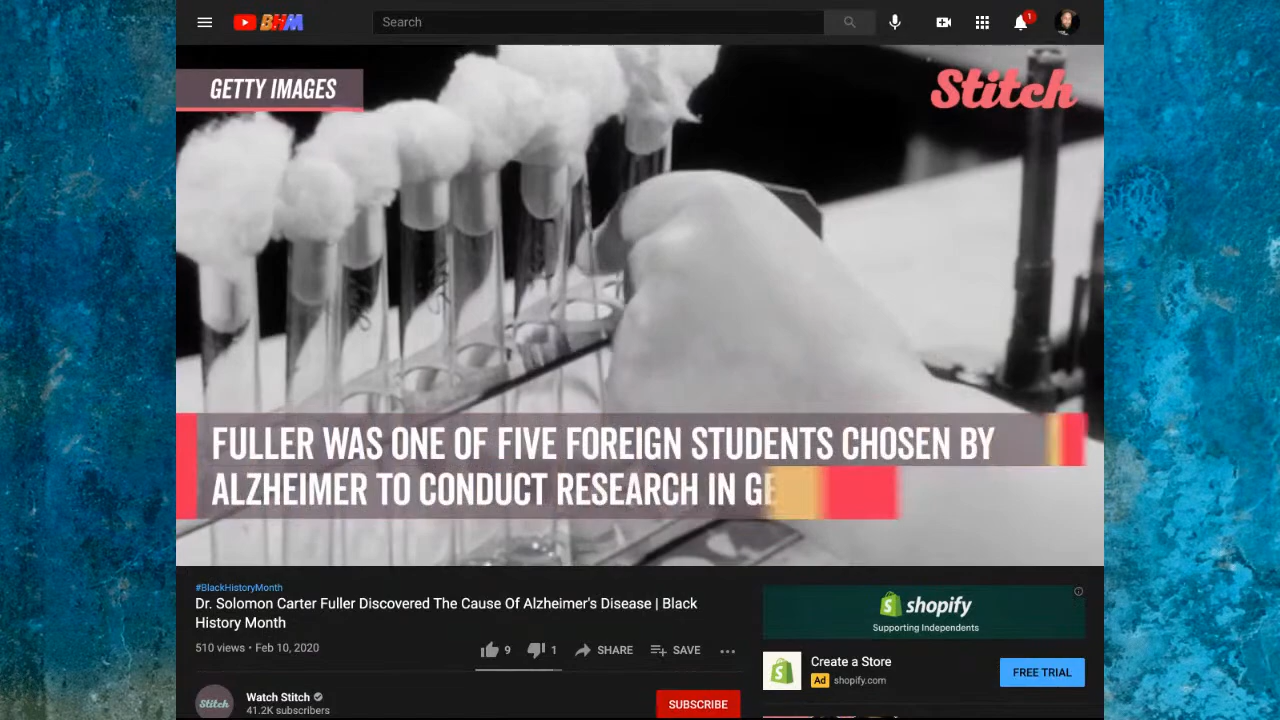 BHM
Search
1
GETTY IMAGES
Stitch
FULLER WAS ONE OF FIVE FOREIGN STUDENTS CHOSEN BY
ALZHEIMER TO CONDUCT RESEARCH IN GE
#BlackHistoryMonth
Dr. Solomon Carter Fuller Discovered The Cause Of Alzheimer's Disease | Black
History Month
510 views • Feb 10, 2020
9
1
SHARE
SAVE
Stitch
Watch Stitch
41.2K subscribers
SUBSCRIBE
shopify
Supporting Independents
Create a Store
Ad shopify.com
FREE TRIAL